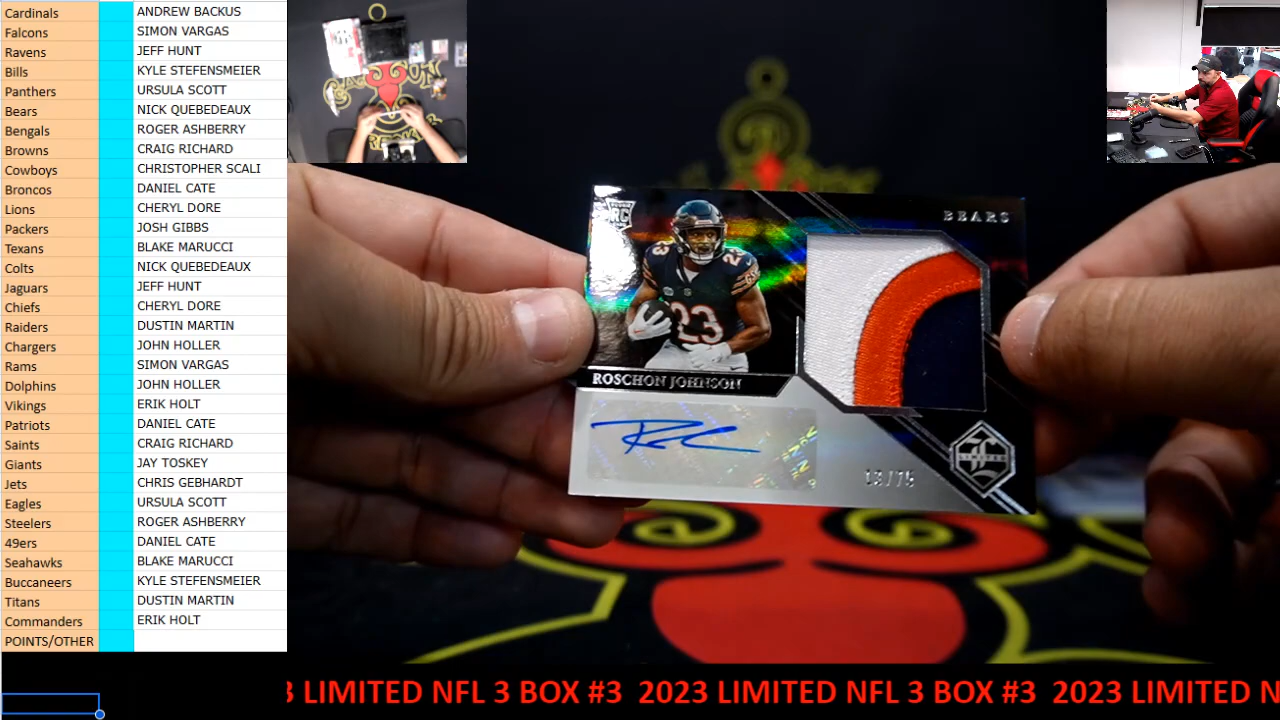 Cardinals ANDREW BACKUS
Falcons SIMON VARGAS
Ravens JEFF HUNT
Bills KYLE STEFENSMEIER
Panthers URSULA SCOTT
Bears NICK QUEBEDEAUX
Bengals ROGER ASHBERRY
Browns CRAIG RICHARD
Cowboys CHRISTOPHER SCALI
Broncos DANIEL CATE
Lions CHERYL DORE
Packers JOSH GIBBS
Texans BLAKE MARUCCI
Colts NICK QUEBEDEAUX
Jaguars JEFF HUNT
Chiefs CHERYL DORE
Raiders DUSTIN MARTIN
Chargers JOHN HOLLER
Rams SIMON VARGAS
Dolphins JOHN HOLLER
Vikings ERIK HOLT
Patriots DANIEL CATE
Saints CRAIG RICHARD
Giants JAY TOSKEY
Jets CHRIS GEBHARDT
Eagles URSULA SCOTT
Steelers ROGER ASHBERRY
49ers DANIEL CATE
Seahawks BLAKE MARUCCI
Buccaneers KYLE STEFENSMEIER
Titans DUSTIN MARTIN
Commanders ERIK HOLT
POINTS/OTHER
RC
BEARS
23
ROSCHON JOHNSON
LIMITED
13/75
3 LIMITED NFL 3 BOX #3 2023 LIMITED NFL 3 BOX #3 2023 LIMITED N